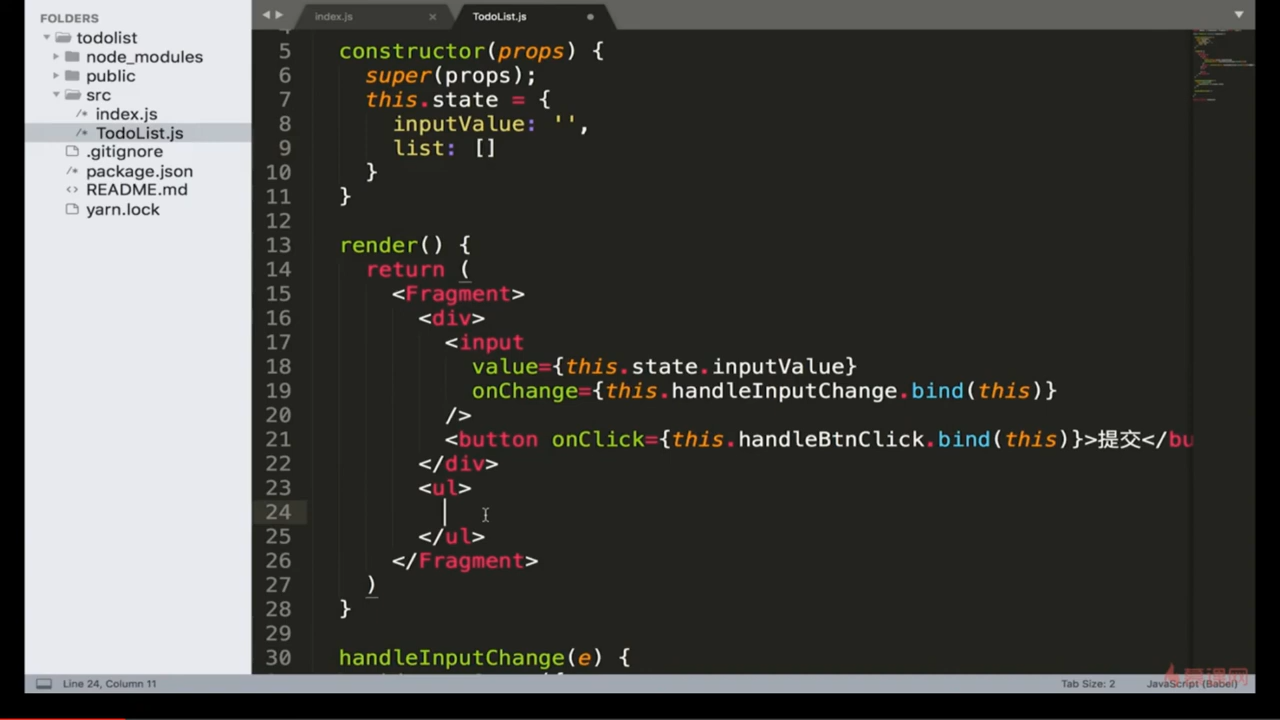 FOLDERS
todolist
node_modules
public
src
index.js
TodoList.js
.gitignore
package.json
README.md
yarn.lock
index.js
TodoList.js
5 constructor(props) {
6 super(props);
7 this.state = {
8 inputValue: '',
9 list: []
10 }
11 }
12
13 render() {
14 return (
15 <Fragment>
16 <div>
17 <input
18 value={this.state.inputValue}
19 onChange={this.handleInputChange.bind(this)}
20 />
21 <button onClick={this.handleBtnClick.bind(this)}>提交</bu
22 </div>
23 <ul>
24
25 </ul>
26 </Fragment>
27 )
28 }
29
30 handleInputChange(e) {
Line 24, Column 11
Tab Size: 2
JavaScript (Babel)
慕课网